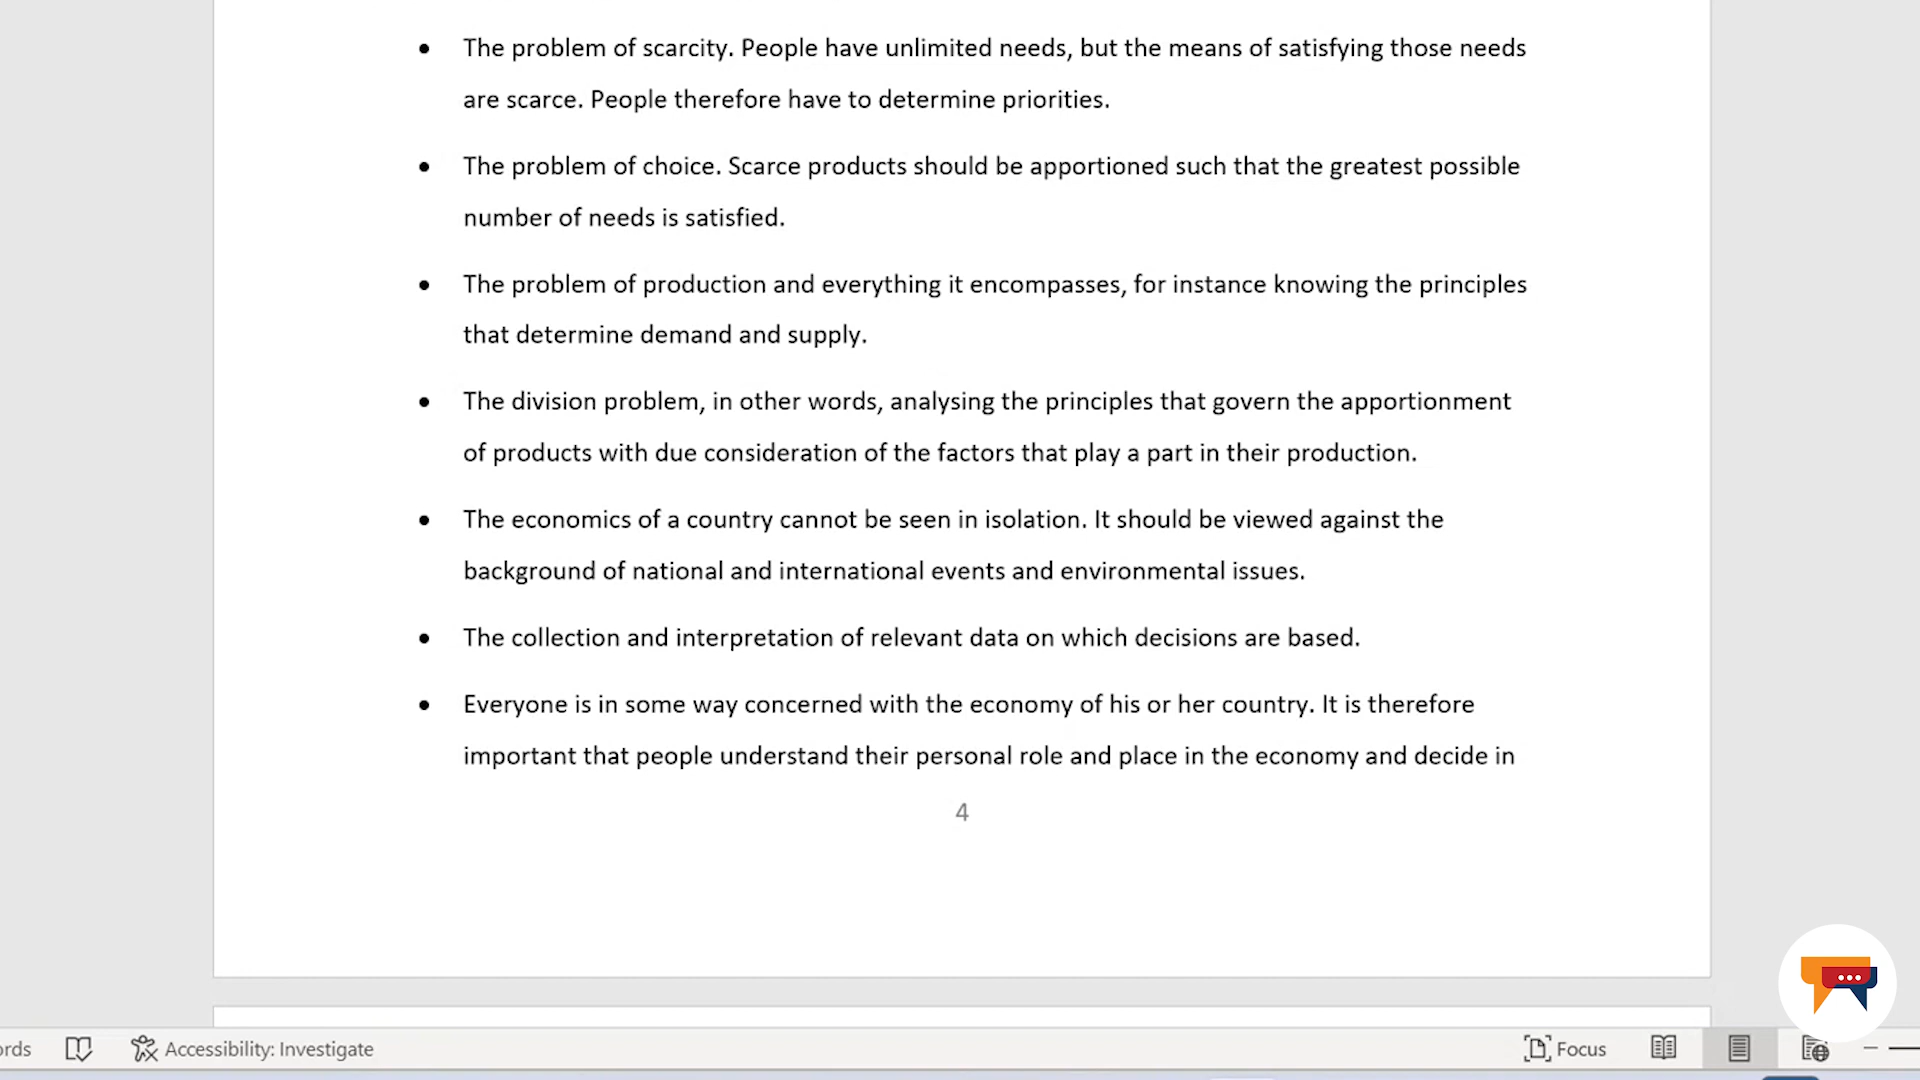 • The problem of scarcity. People have unlimited needs, but the means of satisfying those needs
are scarce. People therefore have to determine priorities.
• The problem of choice. Scarce products should be apportioned such that the greatest possible
number of needs is satisfied.
• The problem of production and everything it encompasses, for instance knowing the principles
that determine demand and supply.
• The division problem, in other words, analysing the principles that govern the apportionment
of products with due consideration of the factors that play a part in their production.
• The economics of a country cannot be seen in isolation. It should be viewed against the
background of national and international events and environmental issues.
• The collection and interpretation of relevant data on which decisions are based.
• Everyone is in some way concerned with the economy of his or her country. It is therefore
important that people understand their personal role and place in the economy and decide in
4
ords Accessibility: Investigate Focus